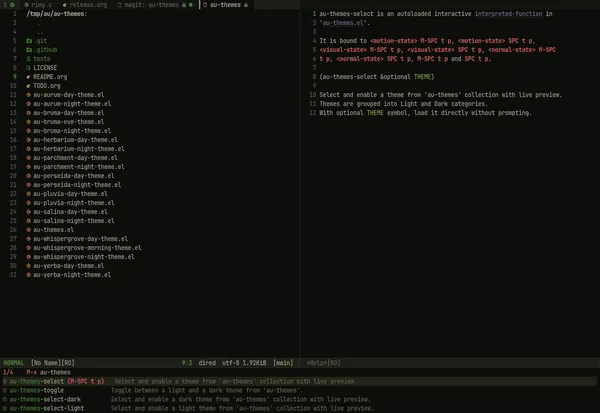 1 ring.c release.org magit: au-themes au-themes
1 /tmp/au/au-themes:
2 .
3 ..
4 .git
5 .github
6 tests
7 LICENSE
8 README.org
9 TODO.org
10 au-aurum-day-theme.el
11 au-aurum-night-theme.el
12 au-bruma-day-theme.el
13 au-bruma-eve-theme.el
14 au-bruma-night-theme.el
15 au-herbarium-day-theme.el
16 au-herbarium-night-theme.el
17 au-parchment-day-theme.el
18 au-parchment-night-theme.el
19 au-perseida-day-theme.el
20 au-perseida-night-theme.el
21 au-pluvia-day-theme.el
22 au-pluvia-night-theme.el
23 au-salina-day-theme.el
24 au-salina-night-theme.el
25 au-themes.el
26 au-whispergrove-day-theme.el
27 au-whispergrove-morning-theme.el
28 au-whispergrove-night-theme.el
29 au-yerba-day-theme.el
30 au-yerba-night-theme.el
31
NORMAL [No Name][RO] 9:3 dired utf-8 1.92KiB [main]
1 au-themes-select is an autoloaded interactive interpreted-function in
2 'au-themes.el'.
3
4 It is bound to <motion-state> M-SPC t p, <motion-state> SPC t p,
5 <visual-state> M-SPC t p, <visual-state> SPC t p, <normal-state> M-SPC
6 t p, <normal-state> SPC t p, M-SPC t p and SPC t p.
7
8 (au-themes-select &optional THEME)
9
10 Select and enable a theme from 'au-themes' collection with live preview.
11 Themes are grouped into Light and Dark categories.
12 With optional THEME symbol, load it directly without prompting.
*Help*[RO]
1/4 M-x au-themes
au-themes-select (M-SPC t p) Select and enable a theme from 'au-themes' collection with live preview.
au-themes-toggle Toggle between a light and a dark theme from 'au-themes'.
au-themes-select-dark Select and enable a dark theme from 'au-themes' collection with live preview.
au-themes-select-light Select and enable a light theme from 'au-themes' collection with live preview.